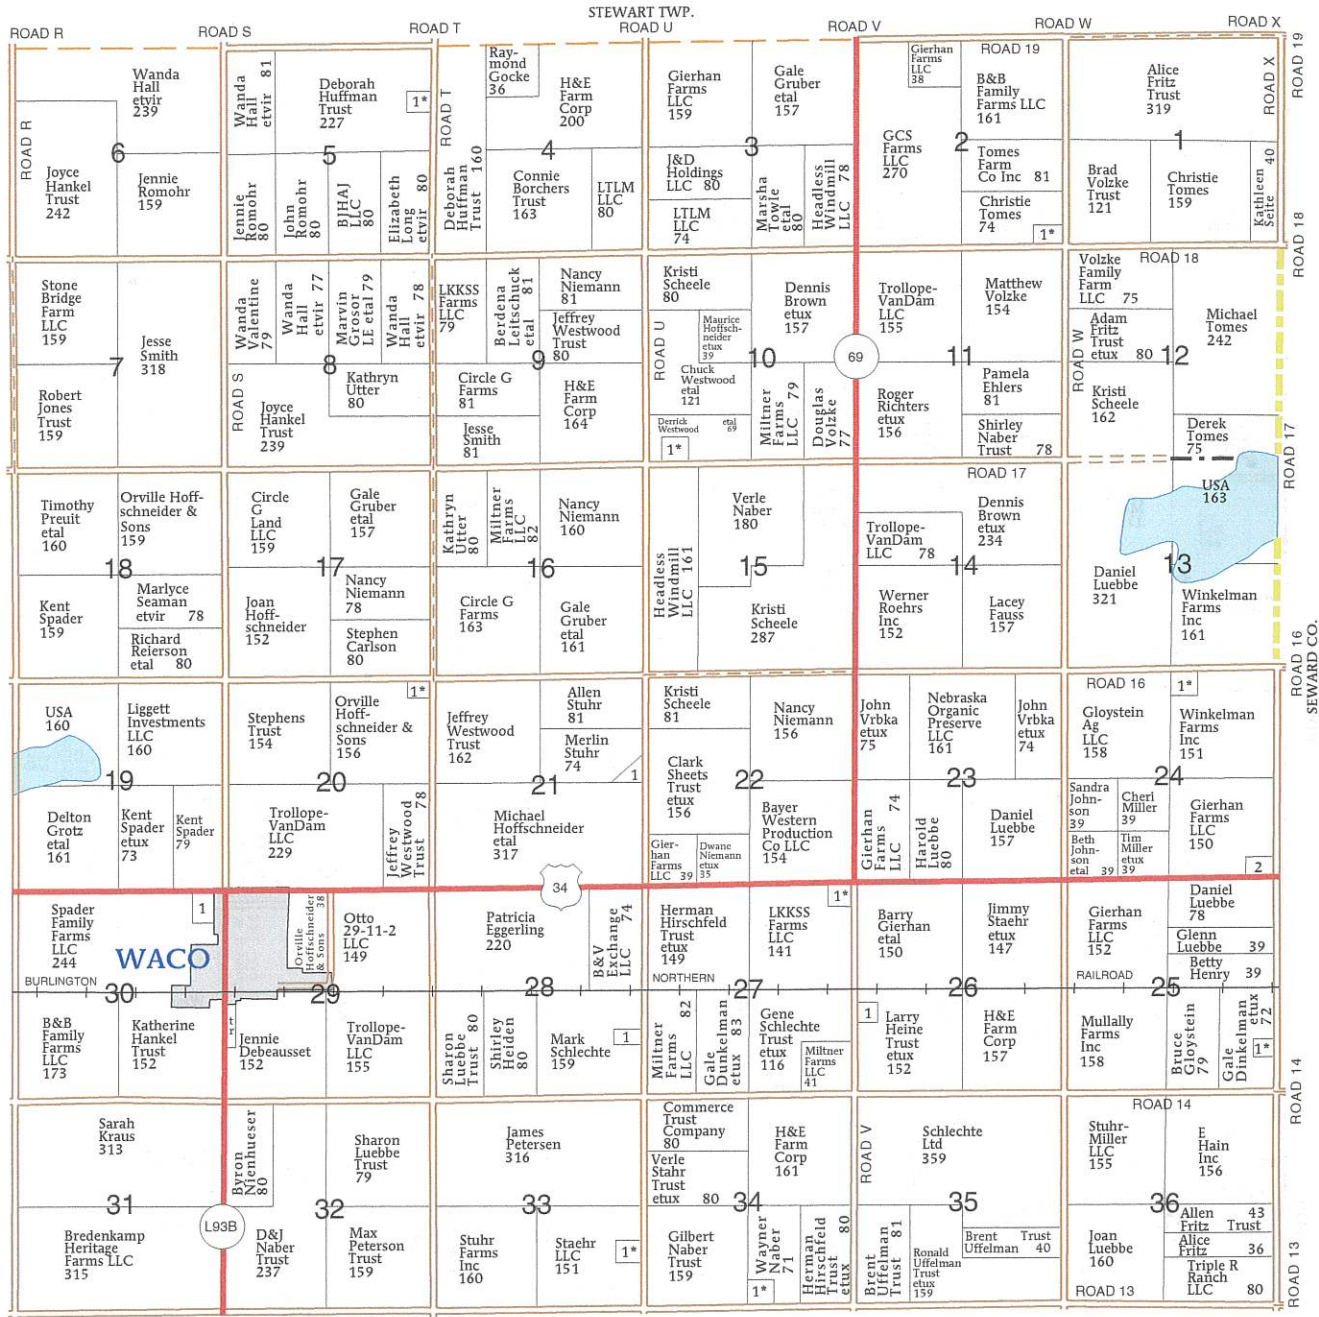 STEWART TWP.
ROAD R
ROAD S
ROAD T
ROAD U
ROAD V
ROAD W
ROAD X
ROAD 19
ROAD R
Wanda
Hall
etvir
239
Joyce
Hankel
Trust
242
Jennie
Romohr
159
6
Wanda
Hall
etvir 81
Deborah
Huffman
Trust
227
1*
5
Jennie
Romohr
80
John
Romohr
80
BJHAJ
LLC
80
Elizabeth
Long
etvir 80
ROAD T
Ray-
mond
Gocke
36
H&E
Farm
Corp
200
4
Deborah
Huffman
Trust 160
Connie
Borchers
Trust
163
LTLM
LLC
80
Gierhan
Farms
LLC
159
Gale
Gruber
etal
157
3
J&D
Holdings
LLC 80
LTLM
LLC
74
Marsha
Towle
etal
80
Headless
Windmill
LLC 78
Gierhan
Farms
LLC
38
ROAD 19
B&B
Family
Farms LLC
161
GCS
Farms
LLC
270
2
Tomes
Farm
Co Inc 81
Christie
Tomes
74
1*
Alice
Fritz
Trust
319
ROAD X
1
Brad
Volzke
Trust
121
Christie
Tomes
159
Kathleen
Seite 40
ROAD 18
Stone
Bridge
Farm
LLC
159
Jesse
Smith
318
7
Robert
Jones
Trust
159
Wanda
Valentine
79
Wanda
Hall
etvir 77
Marvin
Grosor
LE etal 79
Wanda
Hall
etvir 78
8
ROAD S
Kathryn
Utter
80
Joyce
Hankel
Trust
239
LKKSS
Farms
LLC
79
Berdena
Leitschuck
etal 81
Nancy
Niemann
81
Jeffrey
Westwood
Trust
80
9
Circle G
Farms
81
Jesse
Smith
81
H&E
Farm
Corp
164
Kristi
Scheele
80
ROAD U
Maurice
Hoffsch-
neider
etux
39
Dennis
Brown
etux
157
10
Chuck
Westwood
etal
121
Derrick etal
Westwood 69
1*
Miltner
Farms
LLC 79
Douglas
Volzke
77
69
Trollope-
VanDam
LLC
155
Matthew
Volzke
154
11
Roger
Richters
etux
156
Pamela
Ehlers
81
Shirley
Naber
Trust 78
Volzke
Family
Farm
LLC 75
ROAD 18
ROAD W
Adam
Fritz
Trust
etux 80
Michael
Tomes
242
12
Kristi
Scheele
162
Derek
Tomes
75
ROAD 17
Timothy
Preuit
etal
160
Orville Hoff-
schneider &
Sons
159
18
Kent
Spader
159
Marlyce
Seaman
etvir 78
Richard
Reierson
etal 80
Circle
G
Land
LLC
159
Gale
Gruber
etal
157
17
Joan
Hoff-
schneider
152
Nancy
Niemann
78
Stephen
Carlson
80
Kathryn
Utter
80
Miltner
Farms
LLC
82
Nancy
Niemann
160
16
Circle G
Farms
163
Gale
Gruber
etal
161
Verle
Naber
180
Headless
Windmill
LLC 161
15
Kristi
Scheele
287
ROAD 17
Trollope-
VanDam
LLC 78
Dennis
Brown
etux
234
14
Werner
Roehrs
Inc
152
Lacey
Fauss
157
USA
163
13
Daniel
Luebbe
321
Winkelman
Farms
Inc
161
ROAD 16
SEWARD CO.
USA
160
Liggett
Investments
LLC
160
19
Delton
Grotz
etal
161
Kent
Spader
etux
73
Kent
Spader
79
Stephens
Trust
154
Orville
Hoff-
schneider &
Sons
156
1*
20
Trollope-
VanDam
LLC
229
Jeffrey
Westwood
Trust 78
Jeffrey
Westwood
Trust
162
Allen
Stuhr
81
Merlin
Stuhr
74
1
21
Michael
Hoffschneider
etal
317
34
Kristi
Scheele
81
Nancy
Niemann
156
Clark
Sheets
Trust
etux
156
22
Bayer
Western
Production
Co LLC
154
Gier-
han
Farms
LLC 39
Dwane
Niemann
etux
35
John
Vrbka
etux
75
Nebraska
Organic
Preserve
LLC
161
John
Vrbka
etux
74
23
Gierhan
Farms
LLC 74
Harold
Luebbe
80
Daniel
Luebbe
157
ROAD 16
1*
Gloystein
Ag
LLC
158
Winkelman
Farms
Inc
151
24
Sandra
John-
son
39
Cheri
Miller
39
Beth
John-
son
etal 39
Tim
Miller
etux
39
Gierhan
Farms
LLC
150
2
Spader
Family
Farms
LLC
244
1
WACO
BURLINGTON
30
B&B
Family
Farms
LLC
173
Katherine
Hankel
Trust
152
Orville
Hoffschneider
& Sons 38
Otto
29-11-2
LLC
149
29
tr
Jennie
Debeausset
152
Trollope-
VanDam
LLC
155
Patricia
Eggerling
220
B&V
Exchange
LLC 74
28
Sharon
Luebbe
Trust 80
Shirley
Heiden
80
Mark
Schlechte
159
1
Herman
Hirschfeld
Trust
etux
149
NORTHERN
LKKSS
Farms
LLC
141
1*
27
Miltner
Farms
LLC 82
Gale
Dunkelman
etux 83
Gene
Schlechte
Trust
etux
116
Miltner
Farms
LLC
41
Barry
Gierhan
etal
150
Jimmy
Staehr
etux
147
26
1
Larry
Heine
Trust
etux
152
H&E
Farm
Corp
157
Gierhan
Farms
LLC
152
RAILROAD
Daniel
Luebbe
78
Glenn
Luebbe 39
Betty
Henry 39
25
Mullally
Farms
Inc
158
Bruce
Gloystein
79
Gale
Dinkelman
etux
72
1*
ROAD 14
Sarah
Kraus
313
31
Bredenkamp
Heritage
Farms LLC
315
L93B
Byron
Nienhueser
80
Sharon
Luebbe
Trust
79
32
D&J
Naber
Trust
237
Max
Peterson
Trust
159
James
Petersen
316
33
Stuhr
Farms
Inc
160
Staehr
LLC
151
1*
Commerce
Trust
Company
80
Verle
Stahr
Trust
etux 80
H&E
Farm
Corp
161
34
Gilbert
Naber
Trust
159
Wayner
Naber
71
1*
Herman
Hirschfeld
Trust
etux 80
ROAD V
Schlechte
Ltd
359
35
Brent
Uffelman
Trust 81
Ronald
Uffelman
Trust
etux
159
Brent Trust
Uffelman 40
ROAD 14
Stuhr-
Miller
LLC
155
E
Hain
Inc
156
36
Joan
Luebbe
160
Allen 43
Fritz Trust
Alice
Fritz 36
Triple R
Ranch
LLC 80
ROAD 13
ROAD 13